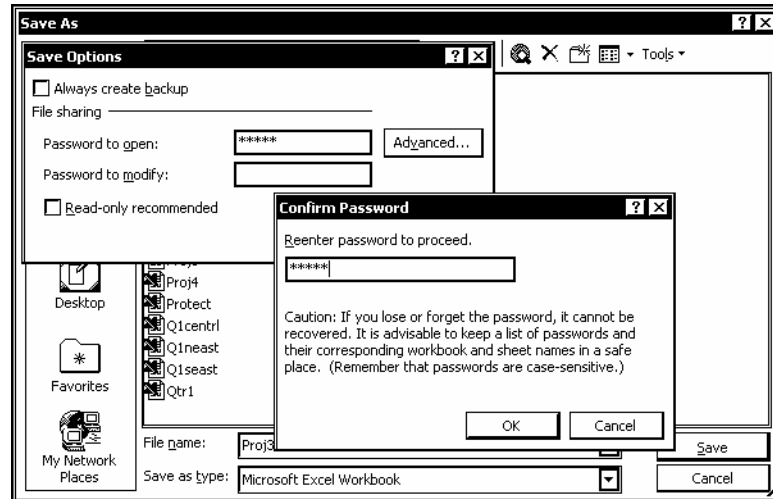 Save As
Tools
Save Options
Always create backup
File sharing
Password to open: *****
Advanced...
Password to modify:
Read-only recommended
Confirm Password
Reenter password to proceed.
*****
Caution: If you lose or forget the password, it cannot be
recovered. It is advisable to keep a list of passwords and
their corresponding workbook and sheet names in a safe
place. (Remember that passwords are case-sensitive.)
OK Cancel
Desktop
Favorites
My Network
Places
Proj4
Protect
Q1centrl
Q1neast
Q1seast
Qtr1
File name: Proj3
Save
Save as type: Microsoft Excel Workbook
Cancel